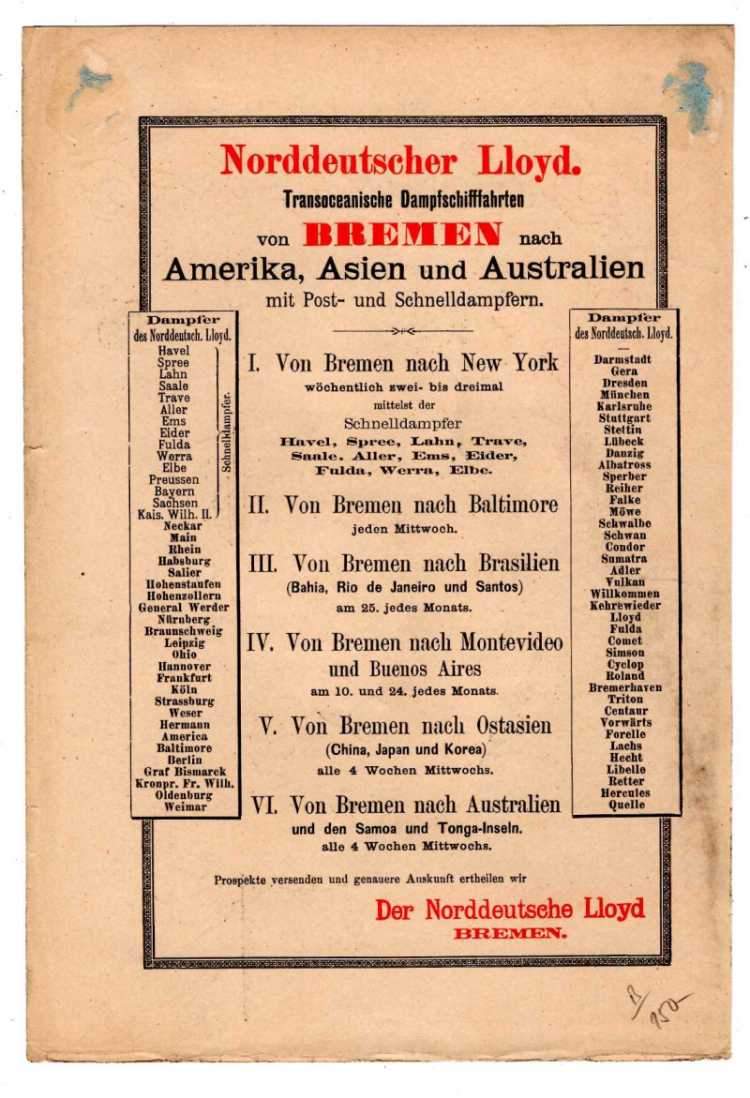 Norddeutscher Lloyd.
Transoceanische Dampfschifffahrten
von BREMEN nach
Amerika, Asien und Australien
mit Post- und Schnelldampfern.
Dampfer
des Norddeutsch. Lloyd.
Havel
Spree
Lahn
Saale
Trave
Aller
Ems
Eider
Fulda
Werra
Elbe
Preussen
Bayern
Sachsen
Kais. Wilh. II.
Schnelldampfer.
Neckar
Main
Rhein
Habsburg
Salier
Hohenstaufen
Hohenzollern
General Werder
Nürnberg
Braunschweig
Leipzig
Ohio
Hannover
Frankfurt
Köln
Strassburg
Weser
Hermann
America
Baltimore
Berlin
Graf Bismarck
Kronpr. Fr. Wilh.
Oldenburg
Weimar
I. Von Bremen nach New York
wöchentlich zwei- bis dreimal
mittelst der
Schnelldampfer
Havel, Spree, Lahn, Trave,
Saale, Aller, Ems, Eider,
Fulda, Werra, Elbe.
II. Von Bremen nach Baltimore
jeden Mittwoch.
III. Von Bremen nach Brasilien
(Bahia, Rio de Janeiro und Santos)
am 25. jedes Monats.
IV. Von Bremen nach Montevideo
und Buenos Aires
am 10. und 24. jedes Monats.
V. Von Bremen nach Ostasien
(China, Japan und Korea)
alle 4 Wochen Mittwochs.
VI. Von Bremen nach Australien
und den Samoa und Tonga-Inseln.
alle 4 Wochen Mittwochs.
Dampfer
des Norddeutsch. Lloyd.
Darmstadt
Gera
Dresden
München
Karlsruhe
Stuttgart
Stettin
Lübeck
Danzig
Albatross
Sperber
Reiher
Falke
Möwe
Schwalbe
Schwan
Condor
Sumatra
Adler
Vulkan
Willkommen
Kehrewieder
Lloyd
Fulda
Comet
Simson
Cyclop
Roland
Bremerhaven
Triton
Centaur
Vorwärts
Forelle
Lachs
Hecht
Libelle
Retter
Hercules
Quelle
Prospekte versenden und genauere Auskunft ertheilen wir
Der Norddeutsche Lloyd
BREMEN.